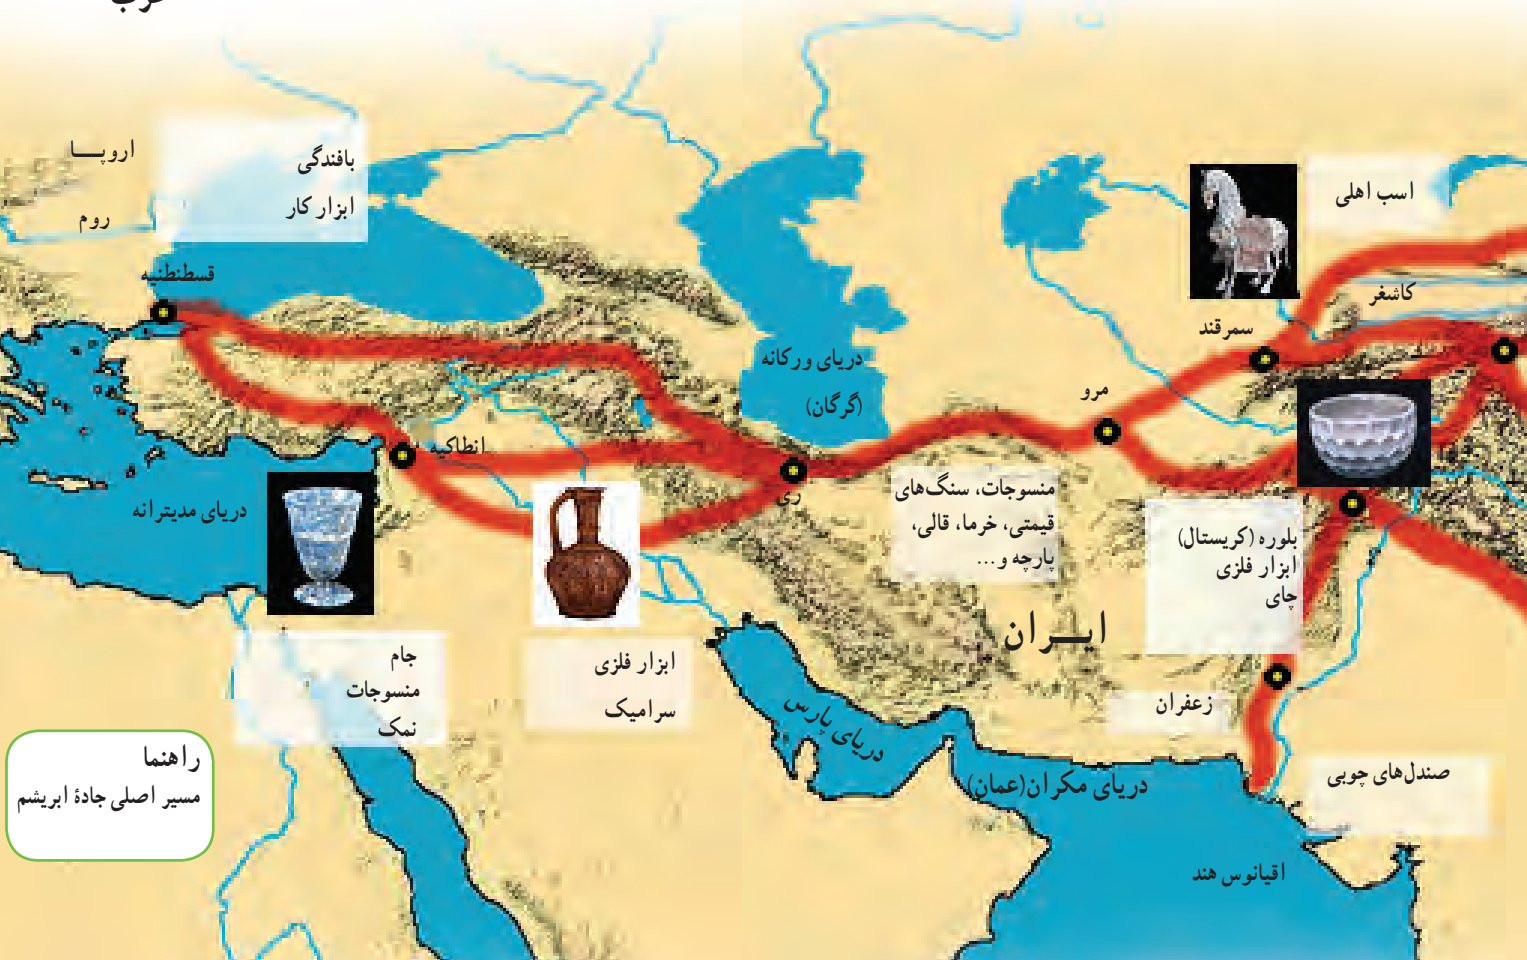 اروپا
روم
بافندگی
ابزار کار
قسطنطنیه
اسب اهلی
کاشغر
سمرقند
مرو
دریای ورکانه
(گرگان)
انطاکیه
ری
دریای مدیترانه
منسوجات، سنگ‌های
قیمتی، خرما، قالی،
پارچه و...
بلوره (کریستال)
ابزار فلزی
چای
ایران
جام
منسوجات
نمک
ابزار فلزی
سرامیک
زعفران
دریای پارس
دریای مکران(عمان)
صندل‌های چوبی
اقیانوس هند
راهنما
مسیر اصلی جادهٔ ابریشم